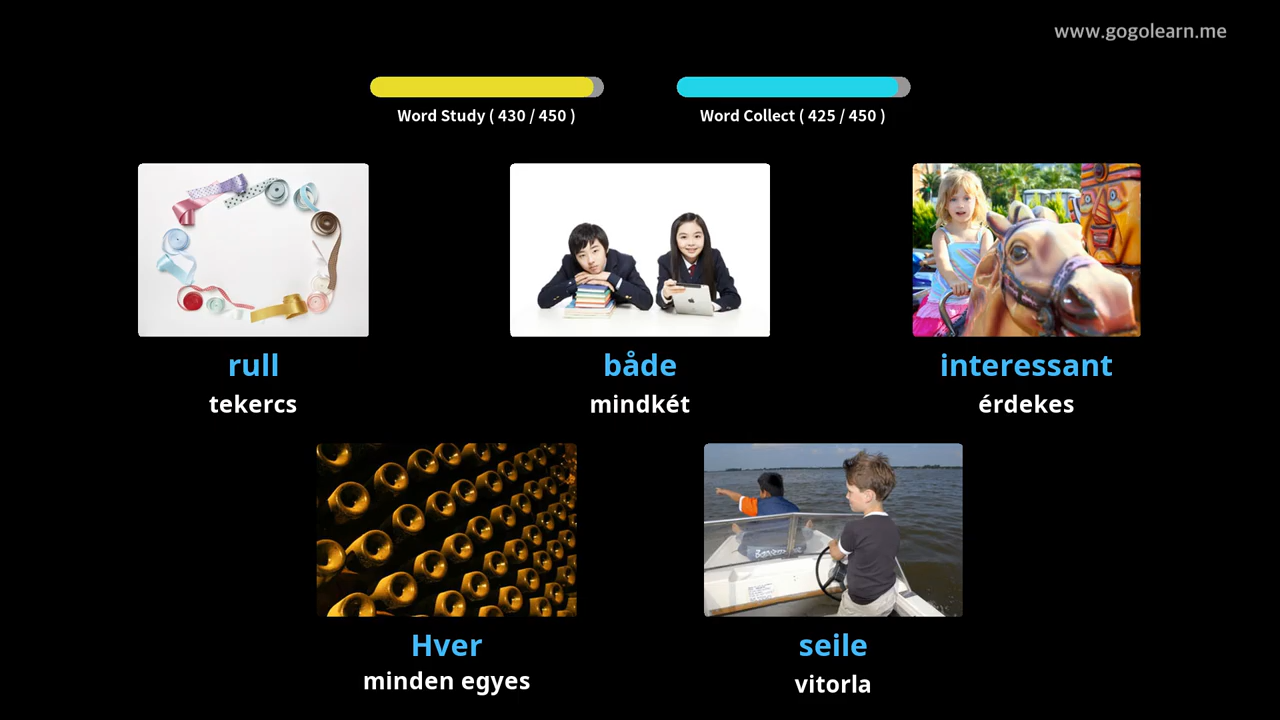 www.gogolearn.me
Word Study ( 430 / 450 )
Word Collect ( 425 / 450 )
rull
både
interessant
tekercs
mindkét
érdekes
Hver
seile
minden egyes
vitorla